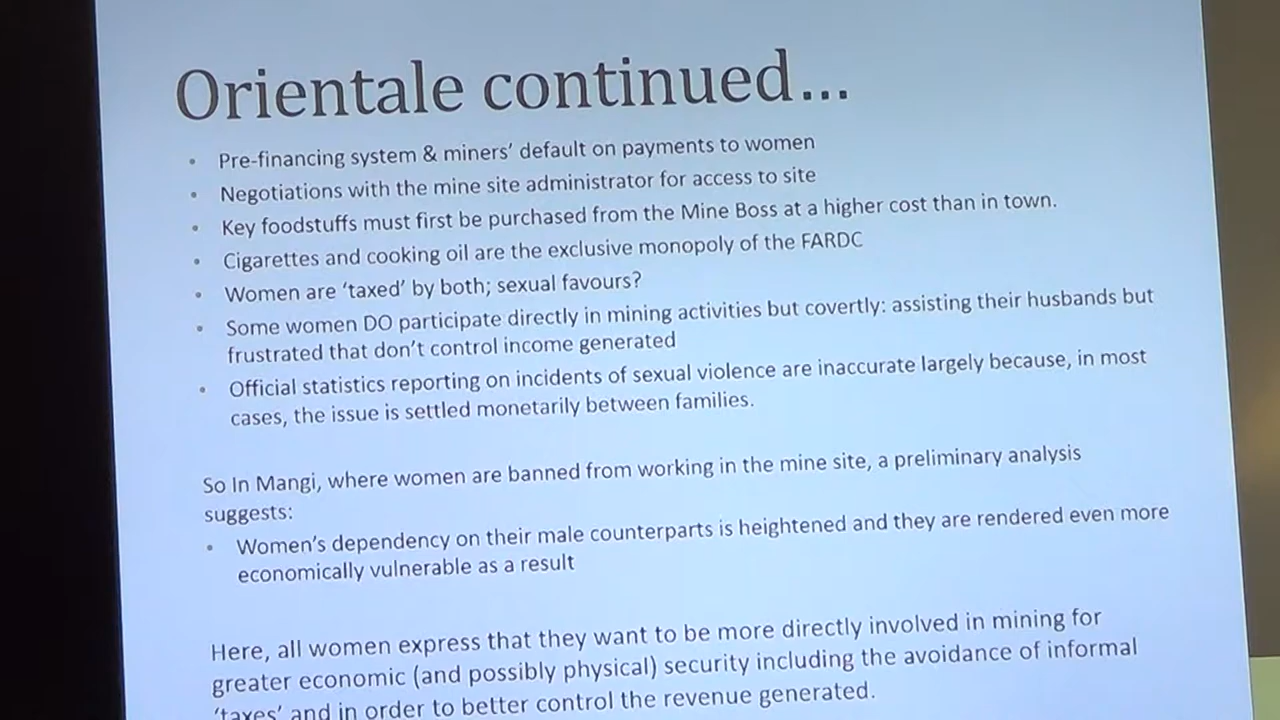 Orientale continued...
• Pre-financing system & miners' default on payments to women
• Negotiations with the mine site administrator for access to site
• Key foodstuffs must first be purchased from the Mine Boss at a higher cost than in town.
• Cigarettes and cooking oil are the exclusive monopoly of the FARDC
• Women are 'taxed' by both; sexual favours?
• Some women DO participate directly in mining activities but covertly: assisting their husbands but
frustrated that don't control income generated
• Official statistics reporting on incidents of sexual violence are inaccurate largely because, in most
cases, the issue is settled monetarily between families.
So In Mangi, where women are banned from working in the mine site, a preliminary analysis
suggests:
• Women's dependency on their male counterparts is heightened and they are rendered even more
economically vulnerable as a result
Here, all women express that they want to be more directly involved in mining for
greater economic (and possibly physical) security including the avoidance of informal
'taxes' and in order to better control the revenue generated.